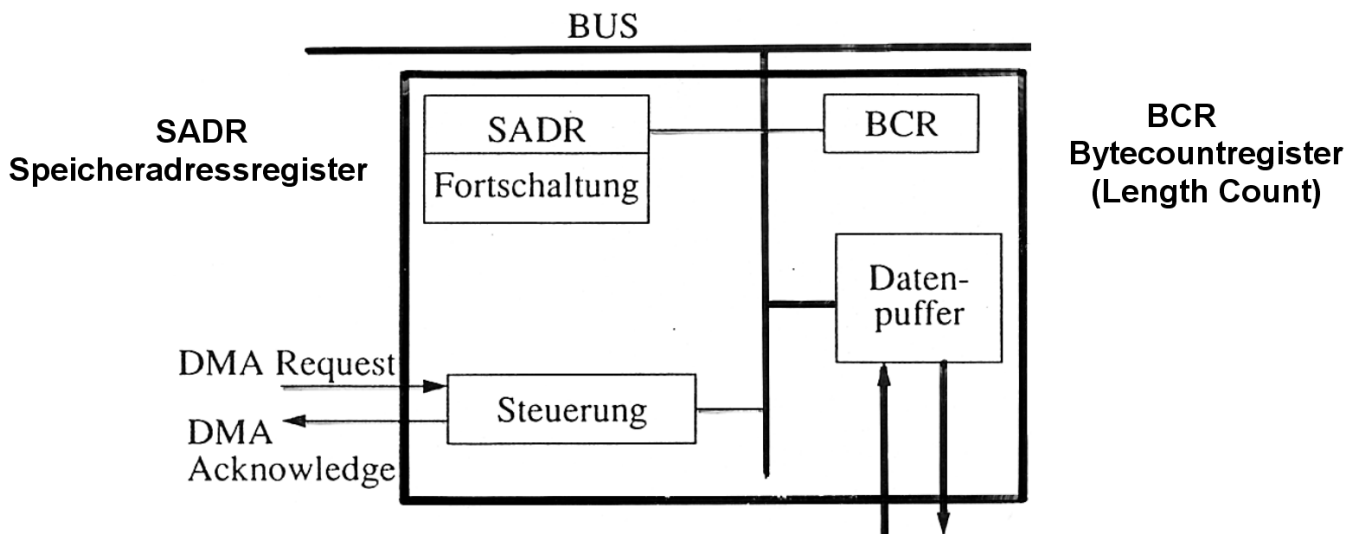 BUS
SADR
Speicheradressregister
SADR
Fortschaltung
BCR
BCR
Bytecountregister
(Length Count)
Daten-
puffer
DMA Request
DMA
Acknowledge
Steuerung